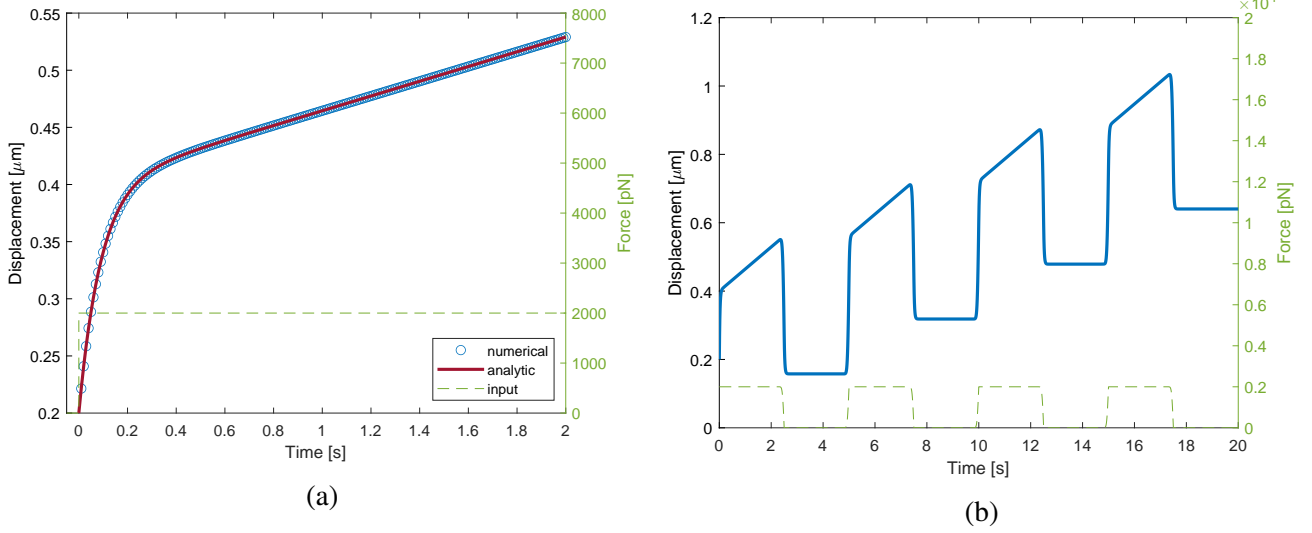 0.55
0.5
0.45
0.4
0.35
0.3
0.25
0.2
Displacement [μm]
8000
7000
6000
5000
4000
3000
2000
1000
0
Force [pN]
numerical
analytic
input
0 0.2 0.4 0.6 0.8 1 1.2 1.4 1.6 1.8 2
Time [s]
(a)
1.2
1
0.8
0.6
0.4
0.2
0
Displacement [μm]
2
1.8
1.6
1.4
1.2
1
0.8
0.6
0.4
0.2
0
Force [pN]
0 2 4 6 8 10 12 14 16 18 20
Time [s]
(b)